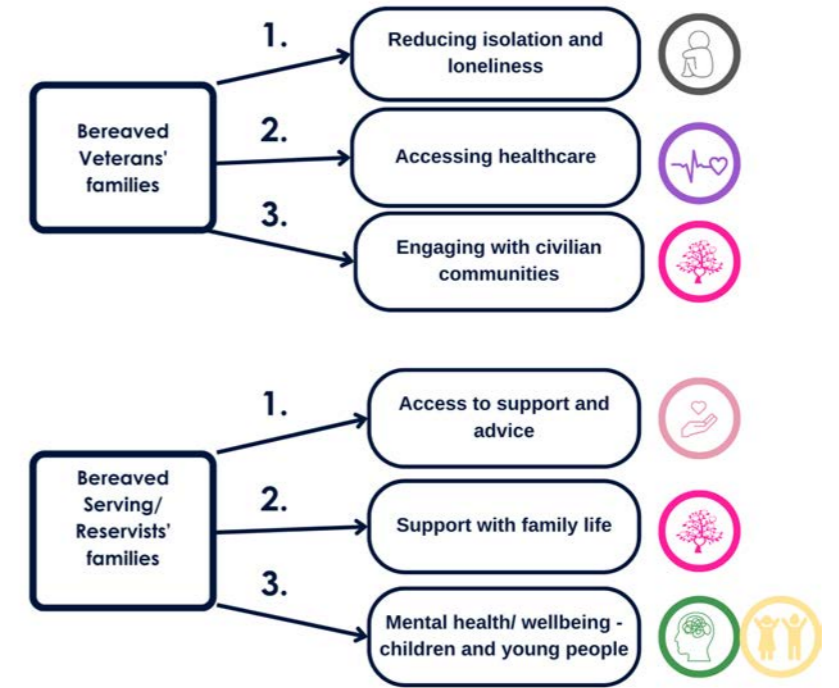 Bereaved
Veterans'
families
1.
Reducing isolation and
loneliness
2.
Accessing healthcare
3.
Engaging with civilian
communities
Bereaved
Serving/
Reservists'
families
1.
Access to support and
advice
2.
Support with family life
3.
Mental health/ wellbeing -
children and young people